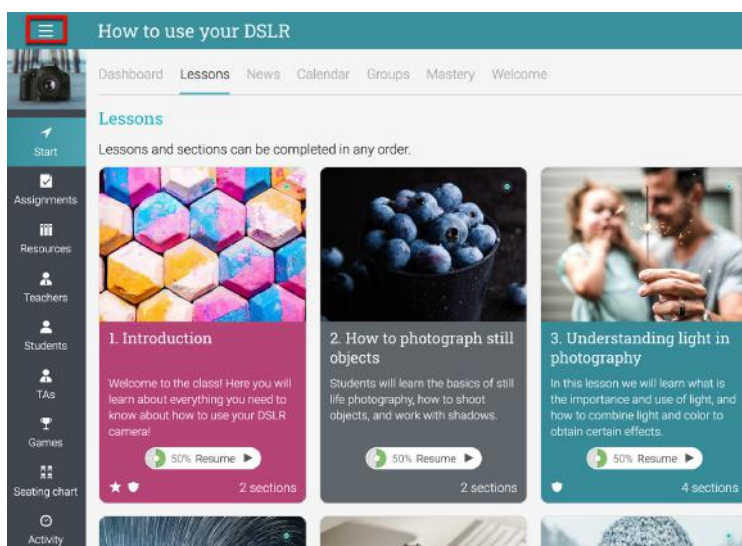 How to use your DSLR
Dashboard Lessons News Calendar Groups Mastery Welcome
Start
Assignments
Resources
Teachers
Students
TAs
Games
Seating chart
Activity
Lessons
Lessons and sections can be completed in any order.
1. Introduction
Welcome to the class! Here you will
learn about everything you need to
know about how to use your DSLR
camera!
50% Resume
2 sections
2. How to photograph still
objects
Students will learn the basics of still
life photography, how to shoot
objects, and work with shadows.
50% Resume
2 sections
3. Understanding light in
photography
In this lesson we will learn what is
the importance and use of light, and
how to combine light and color to
obtain certain effects.
50% Resume
4 sections